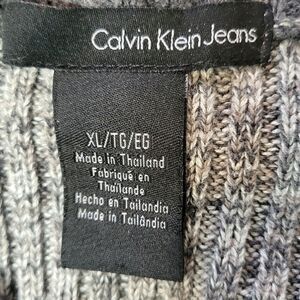 Calvin Klein Jeans
XL/TG/EG
Made in Thailand
Fabriqué en
Thaïlande
Hecho en Tailandia
Made in Tailândia